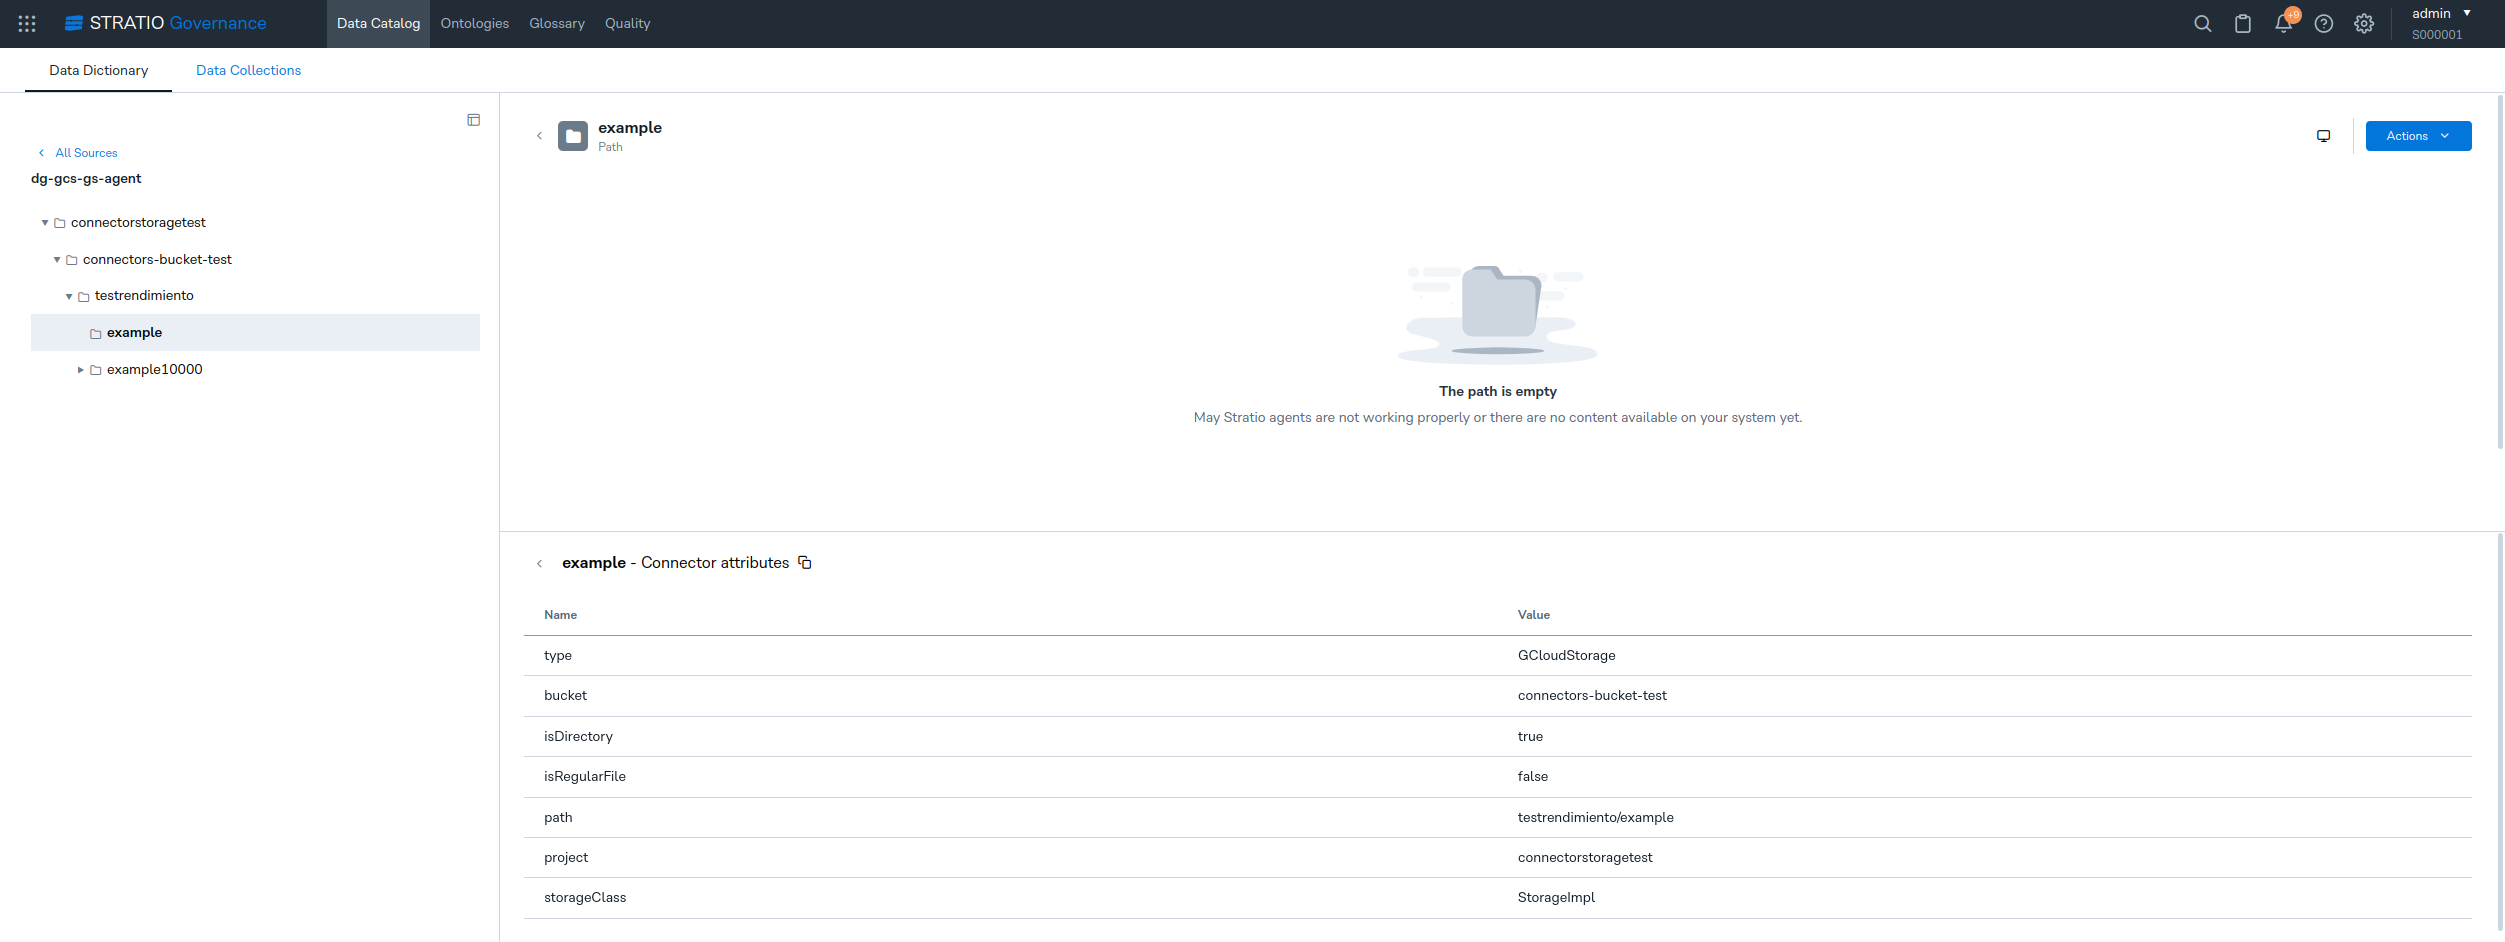 STRATIO Governance
Data Catalog
Ontologies
Glossary
Quality
+9
admin
S000001
Data Dictionary
Data Collections
All Sources
dg-gcs-gs-agent
connectorstoragetest
connectors-bucket-test
testrendimiento
example
example10000
example
Path
Actions
The path is empty
May Stratio agents are not working properly or there are no content available on your system yet.
example - Connector attributes
Name Value
type GCloudStorage
bucket connectors-bucket-test
isDirectory true
isRegularFile false
path testrendimiento/example
project connectorstoragetest
storageClass StorageImpl